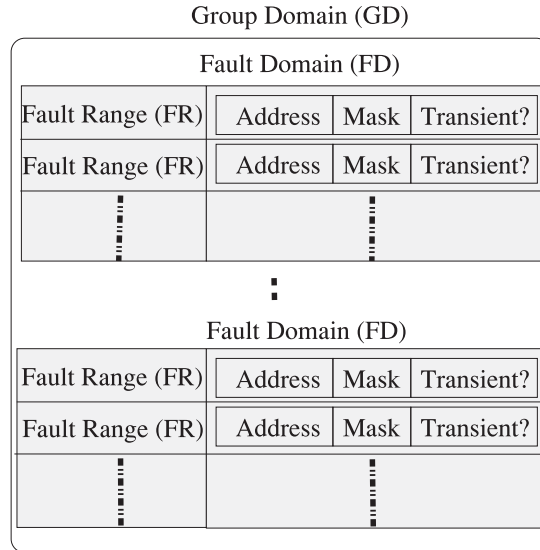 Group Domain (GD)
Fault Domain (FD)
Fault Range (FR) Address Mask Transient?
Fault Range (FR) Address Mask Transient?
:
Fault Domain (FD)
Fault Range (FR) Address Mask Transient?
Fault Range (FR) Address Mask Transient?